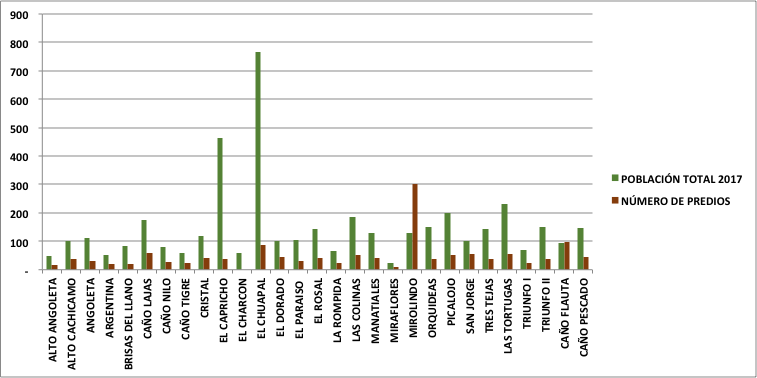 900
800
700
600
500
400
300
200
100
-
ALTO ANGOLETA
ALTO CACHICAMO
ANGOLETA
ARGENTINA
BRISAS DEL LLANO
CAÑO LAJAS
CAÑO NILO
CAÑO TIGRE
CRISTAL
EL CAPRICHO
EL CHARCON
EL CHUAPAL
EL DORADO
EL PARAISO
EL ROSAL
LA ROMPIDA
LAS COLINAS
MANATIALES
MIRAFLORES
MIROLINDO
ORQUIDEAS
PICALOJO
SAN JORGE
TRES TEJAS
LAS TORTUGAS
TRIUNFO I
TRIUNFO II
CAÑO FLAUTA
CAÑO PESCADO
POBLACIÓN TOTAL 2017
NÚMERO DE PREDIOS